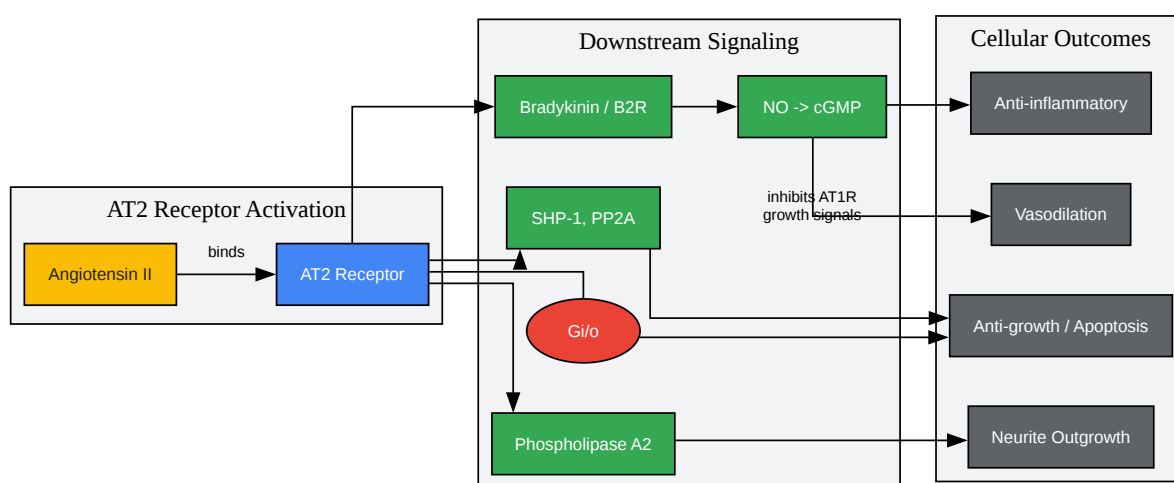 Downstream Signaling
Cellular Outcomes
Bradykinin / B2R
NO -> cGMP
Anti-inflammatory
AT2 Receptor Activation
SHP-1, PP2A
inhibits AT1R
growth signals
Vasodilation
Angiotensin II
binds
AT2 Receptor
Gi/o
Anti-growth / Apoptosis
Phospholipase A2
Neurite Outgrowth